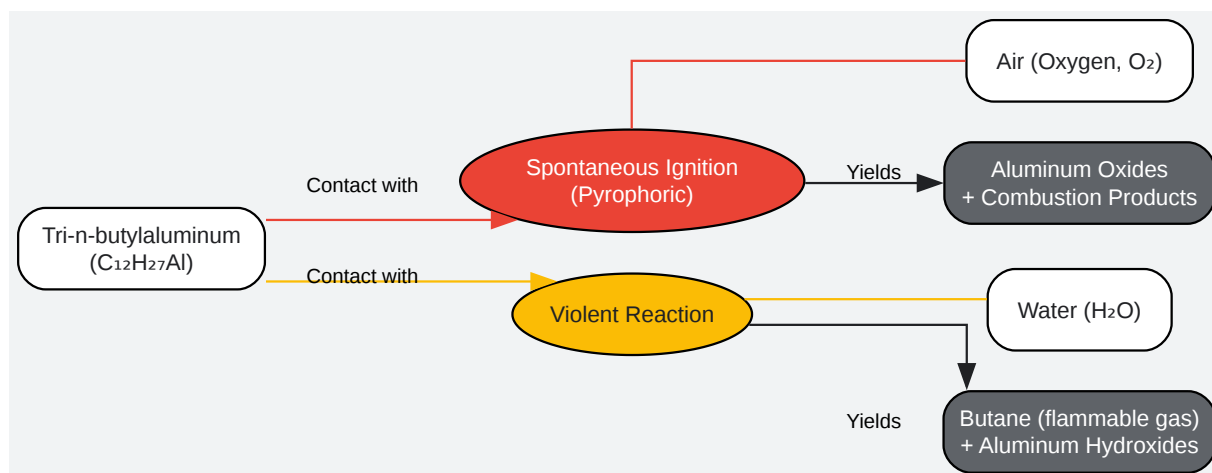 Air (Oxygen, O₂)
Spontaneous Ignition
(Pyrophoric)
Yields
Aluminum Oxides
+ Combustion Products
Contact with
Tri-n-butylaluminum
(C₁₂H₂₇Al)
Contact with
Violent Reaction
Water (H₂O)
Yields
Butane (flammable gas)
+ Aluminum Hydroxides